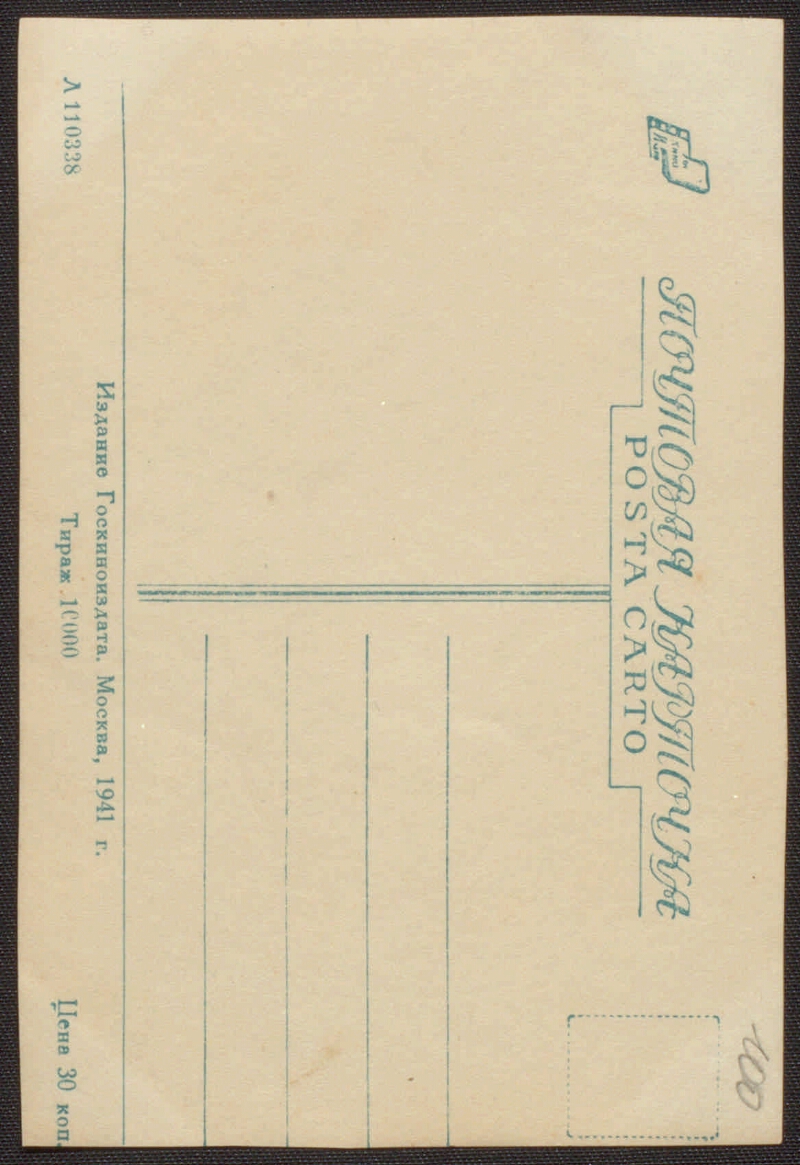 ПОЧТОВАЯ КАРТОЧКА
POSTA CARTO
Издание Госкиноиздата. Москва, 1941 г.
Л 110338
Тираж 10000
Цена 30 коп.